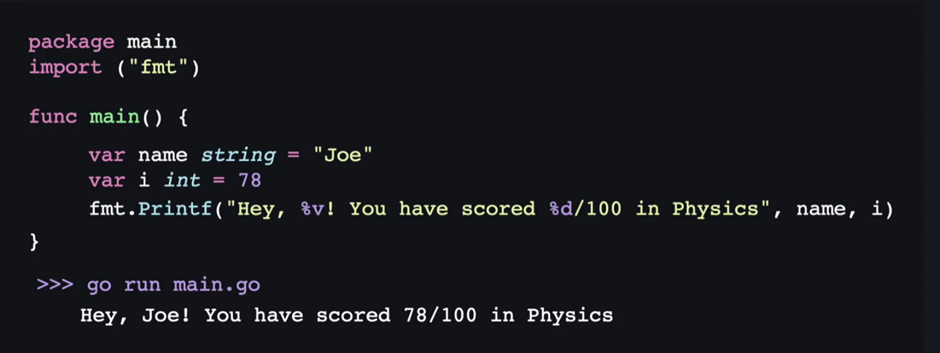 package main
import ("fmt")
func main() {
var name string = "Joe"
var i int = 78
fmt.Printf("Hey, %v! You have scored %d/100 in Physics", name, i)
}
>>> go run main.go
Hey, Joe! You have scored 78/100 in Physics